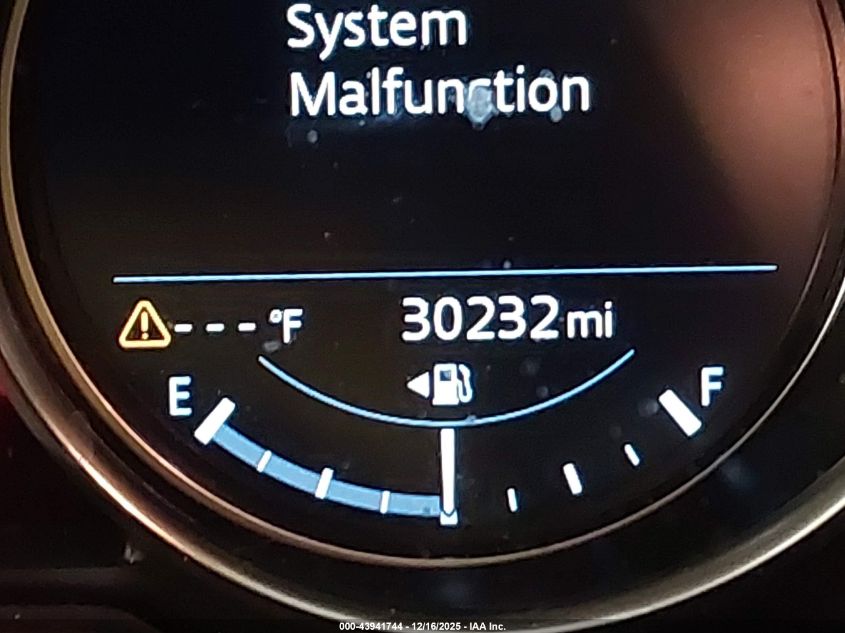 System
Malfunction
---°F 30232mi
E F
000-43941744 - 12/16/2025 - IAA Inc.